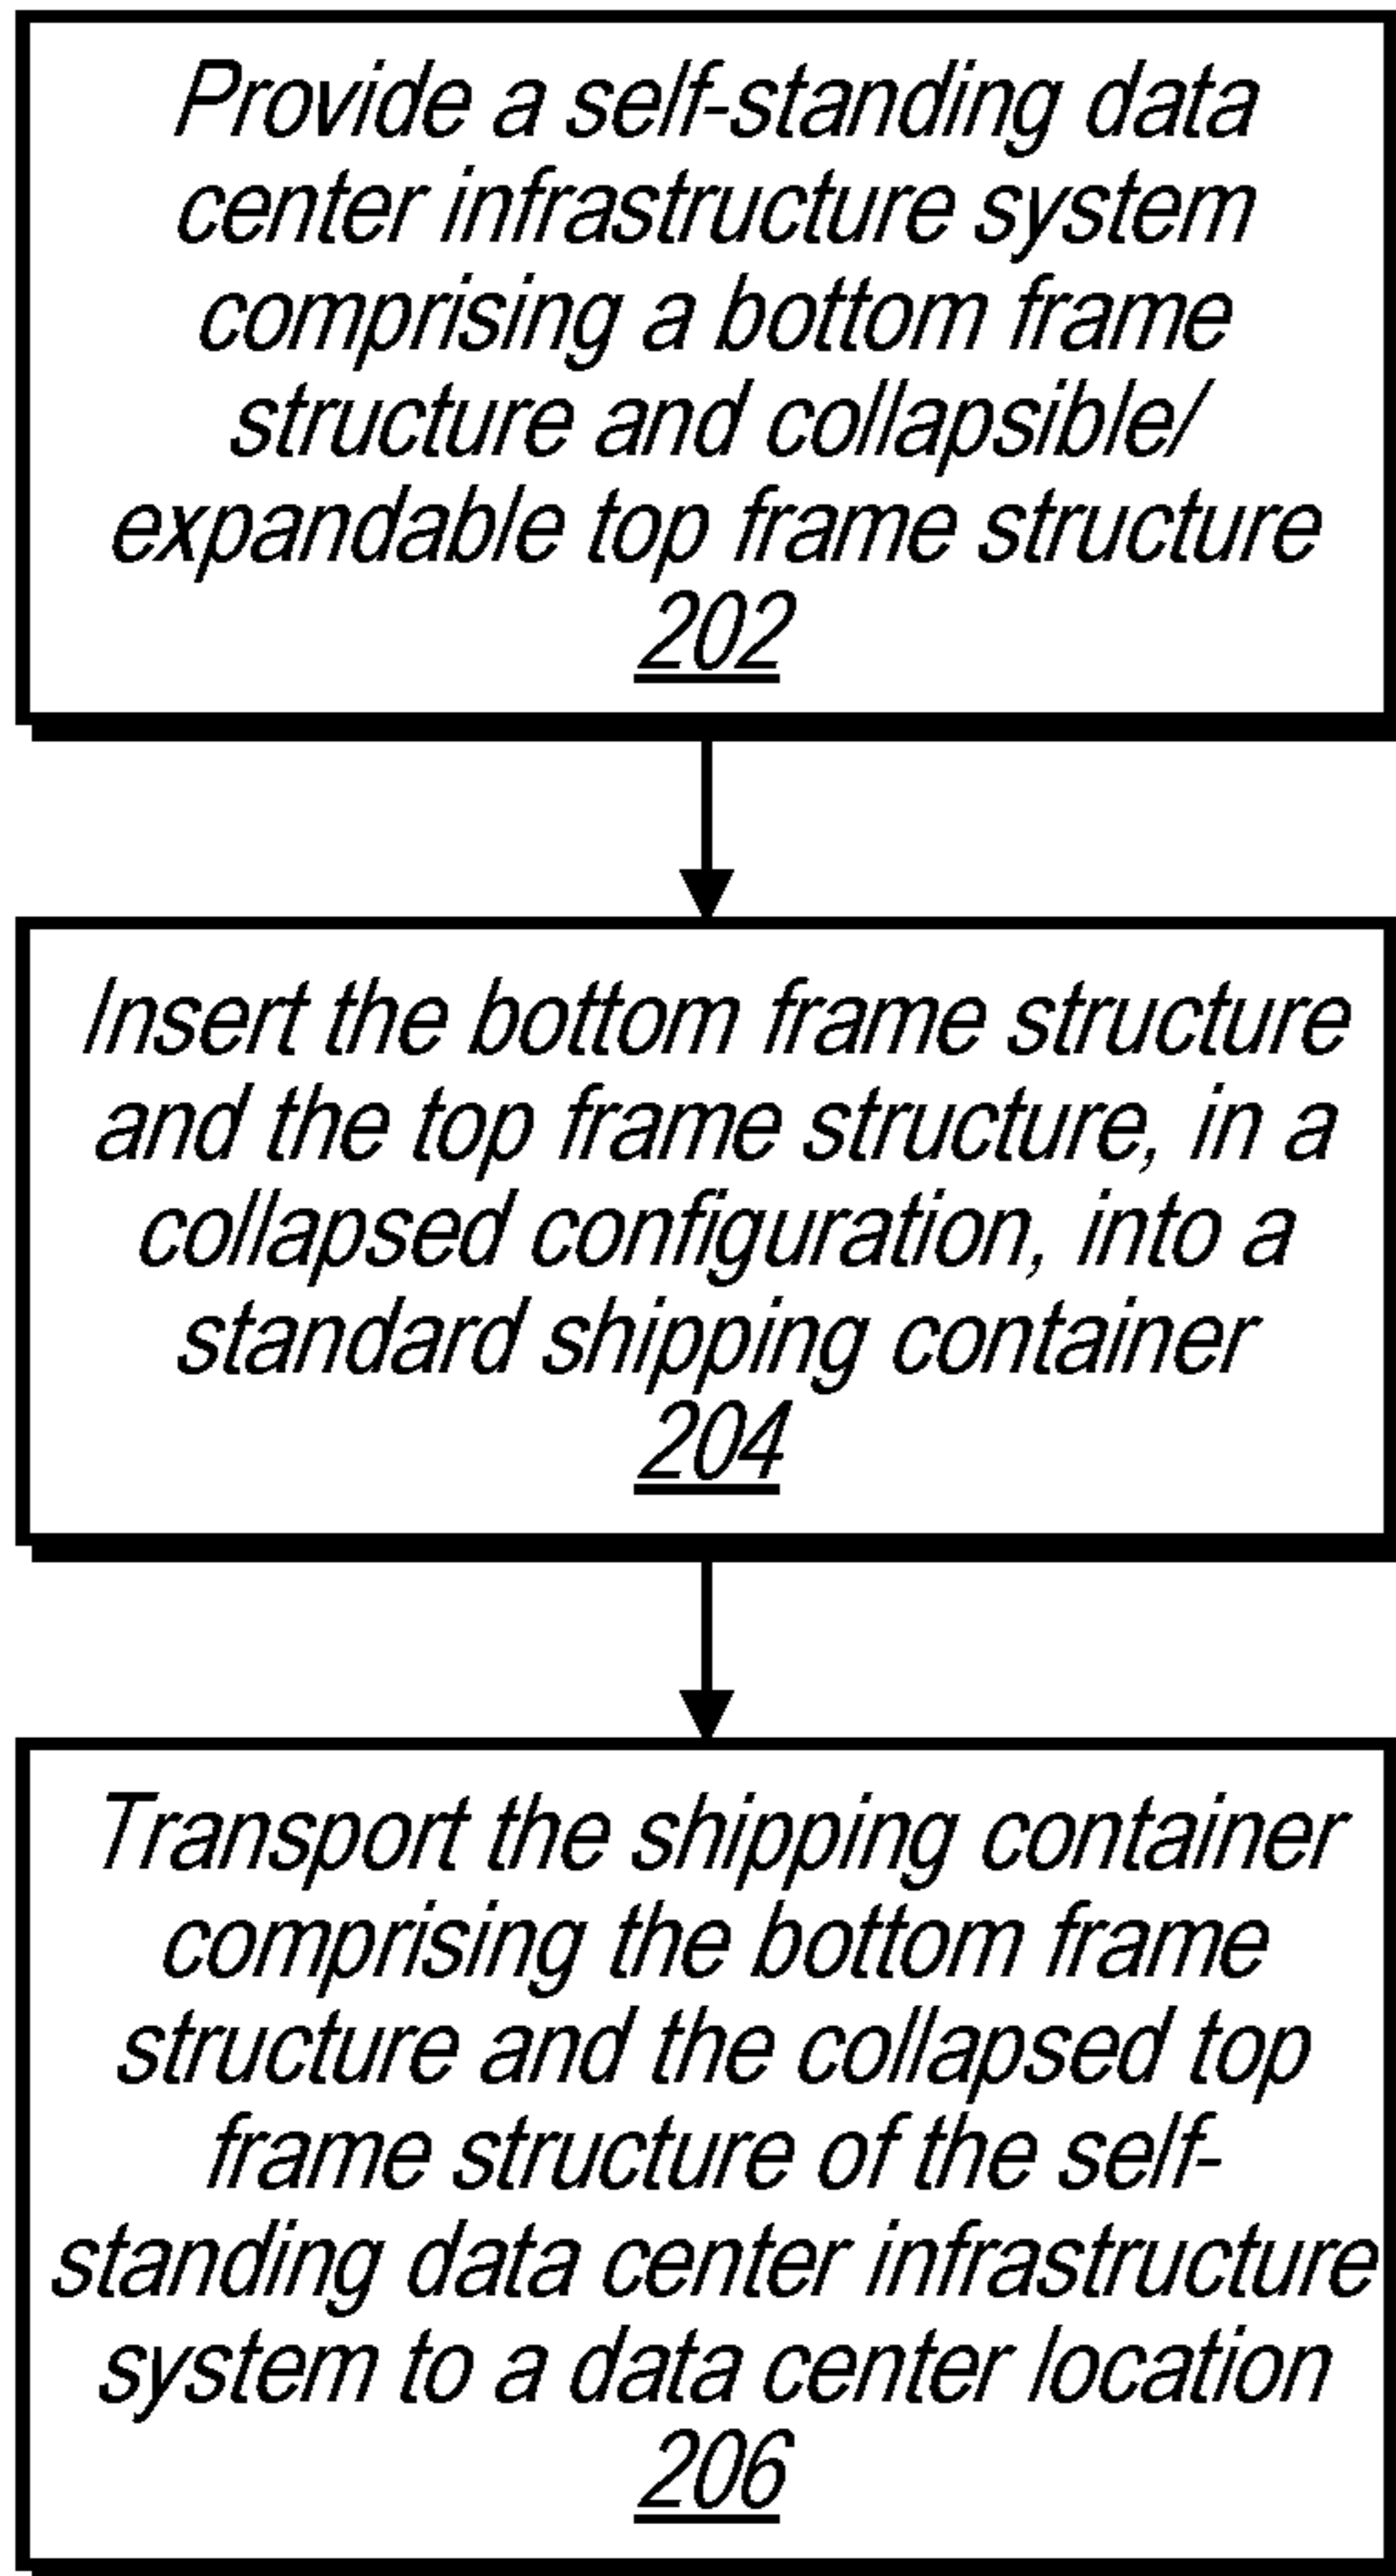 Provide a self-standing data
center infrastructure system
comprising a bottom frame
structure and collapsible/
expandable top frame structure
202
Insert the bottom frame structure
and the top frame structure, in a
collapsed configuration, into a
standard shipping container
204
Transport the shipping container
comprising the bottom frame
structure and the collapsed top
frame structure of the self-
standing data center infrastructure
system to a data center location
206